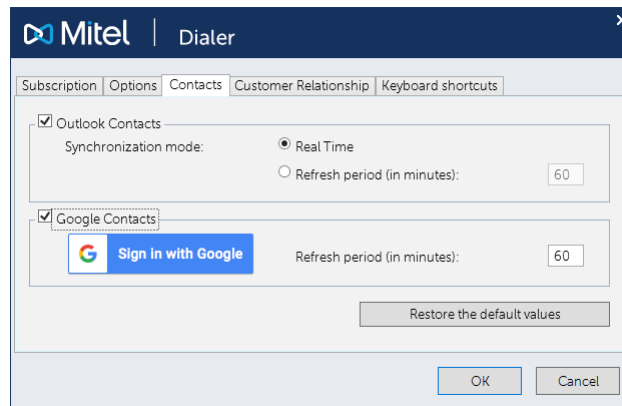 Mitel | Dialer
Subscription Options Contacts Customer Relationship Keyboard shortcuts
Outlook Contacts
Synchronization mode: Real Time
Refresh period (in minutes): 60
Google Contacts
G Sign in with Google Refresh period (in minutes): 60
Restore the default values
OK Cancel